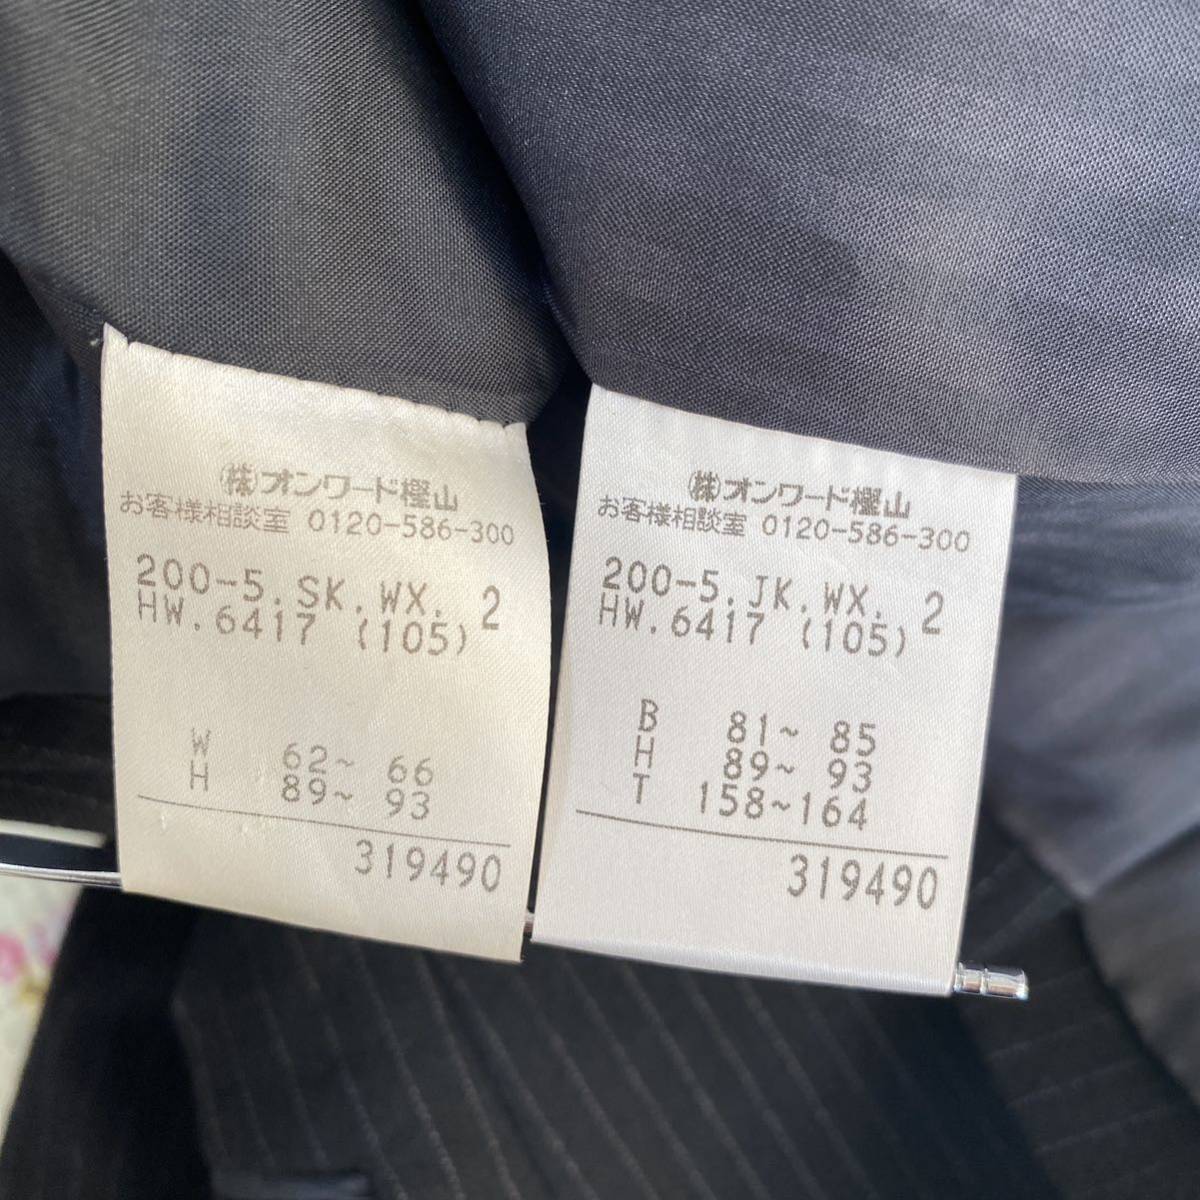 ㈱オンワード樫山
お客様相談室 0120-586-300
200-5.SK.WX. 2
HW.6417 (105)
W 62~ 66
H 89~ 93
319490
㈱オンワード樫山
お客様相談室 0120-586-300
200-5.JK.WX. 2
HW.6417 (105)
B 81~ 85
H 89~ 93
T 158~164
319490